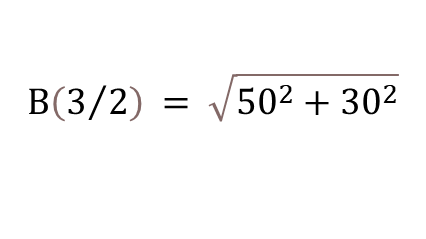 B(3/2) = √50² + 30²